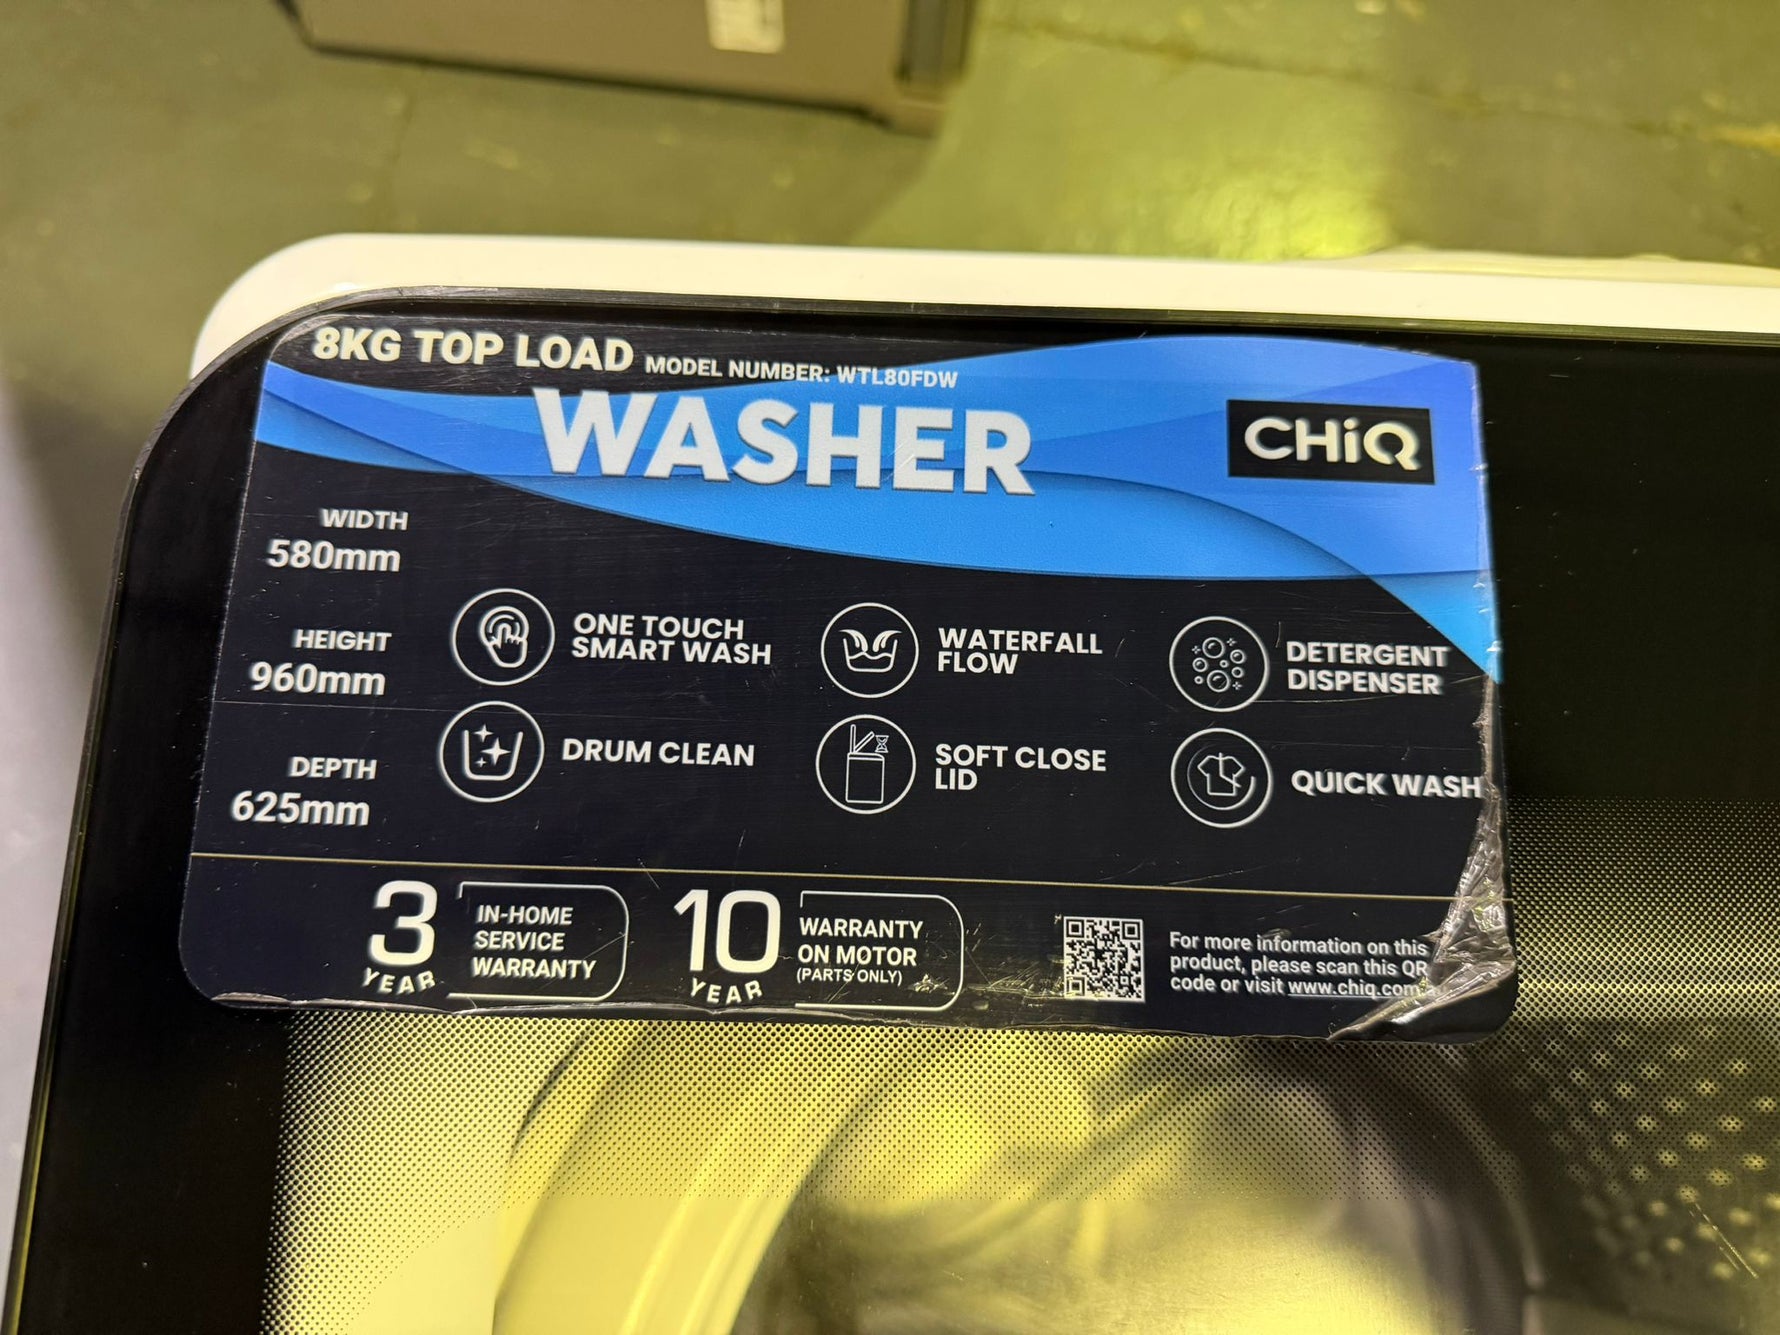 8KG TOP LOAD MODEL NUMBER: WTL80FDW
WASHER
CHiQ
WIDTH
580mm
HEIGHT
960mm
DEPTH
625mm
ONE TOUCH
SMART WASH
WATERFALL
FLOW
DETERGENT
DISPENSER
DRUM CLEAN
SOFT CLOSE
LID
QUICK WASH
3
YEAR
IN-HOME
SERVICE
WARRANTY
10
YEAR
WARRANTY
ON MOTOR
(PARTS ONLY)
For more information on this
product, please scan this QR
code or visit www.chiq.com